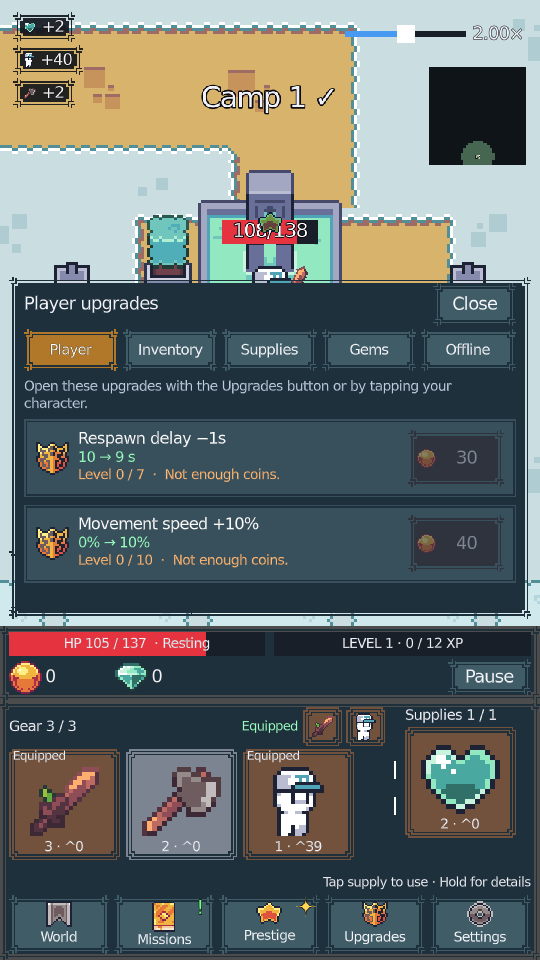 +2
+40
+2
2.00×
Camp 1 ✓
108/138
Player upgrades
Close
Player
Inventory
Supplies
Gems
Offline
Open these upgrades with the Upgrades button or by tapping your
character.
Respawn delay −1s
10 → 9 s
Level 0 / 7 · Not enough coins.
30
Movement speed +10%
0% → 10%
Level 0 / 10 · Not enough coins.
40
HP 105 / 137 · Resting
LEVEL 1 · 0 / 12 XP
0
0
Pause
Gear 3 / 3
Equipped
Supplies 1 / 1
Equipped
3 · ^0
2 · ^0
Equipped
1 · ^39
2 · ^0
Tap supply to use · Hold for details
World
Missions
!
Prestige
Upgrades
Settings